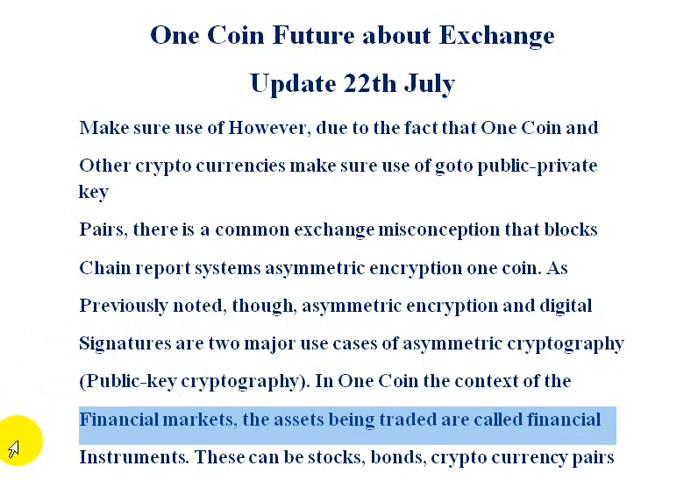 One Coin Future about Exchange
Update 22th July
Make sure use of However, due to the fact that One Coin and
Other crypto currencies make sure use of goto public-private
key
Pairs, there is a common exchange misconception that blocks
Chain report systems asymmetric encryption one coin. As
Previously noted, though, asymmetric encryption and digital
Signatures are two major use cases of asymmetric cryptography
(Public-key cryptography). In One Coin the context of the
Financial markets, the assets being traded are called financial
Instruments. These can be stocks, bonds, crypto currency pairs